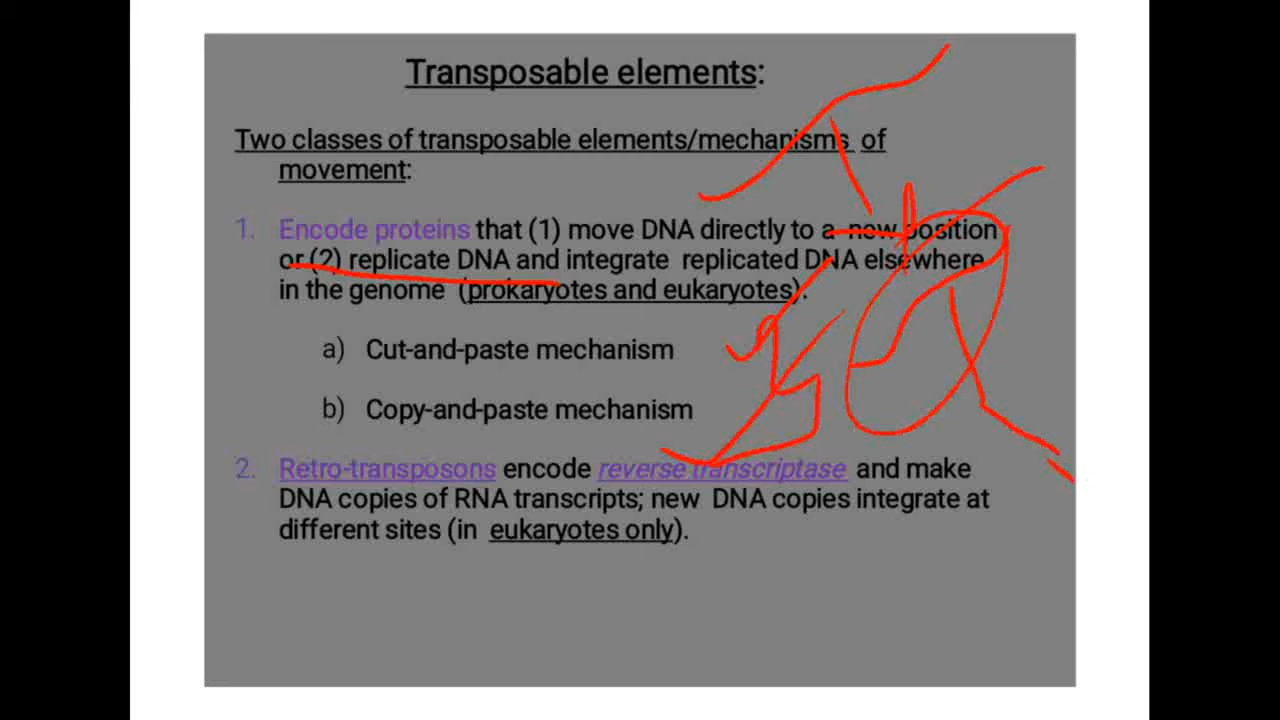 Transposable elements:
Two classes of transposable elements/mechanisms of
movement:
1. Encode proteins that (1) move DNA directly to a new position
or (2) replicate DNA and integrate replicated DNA elsewhere
in the genome (prokaryotes and eukaryotes).
a) Cut-and-paste mechanism
b) Copy-and-paste mechanism
2. Retro-transposons encode reverse transcriptase and make
DNA copies of RNA transcripts; new DNA copies integrate at
different sites (in eukaryotes only).